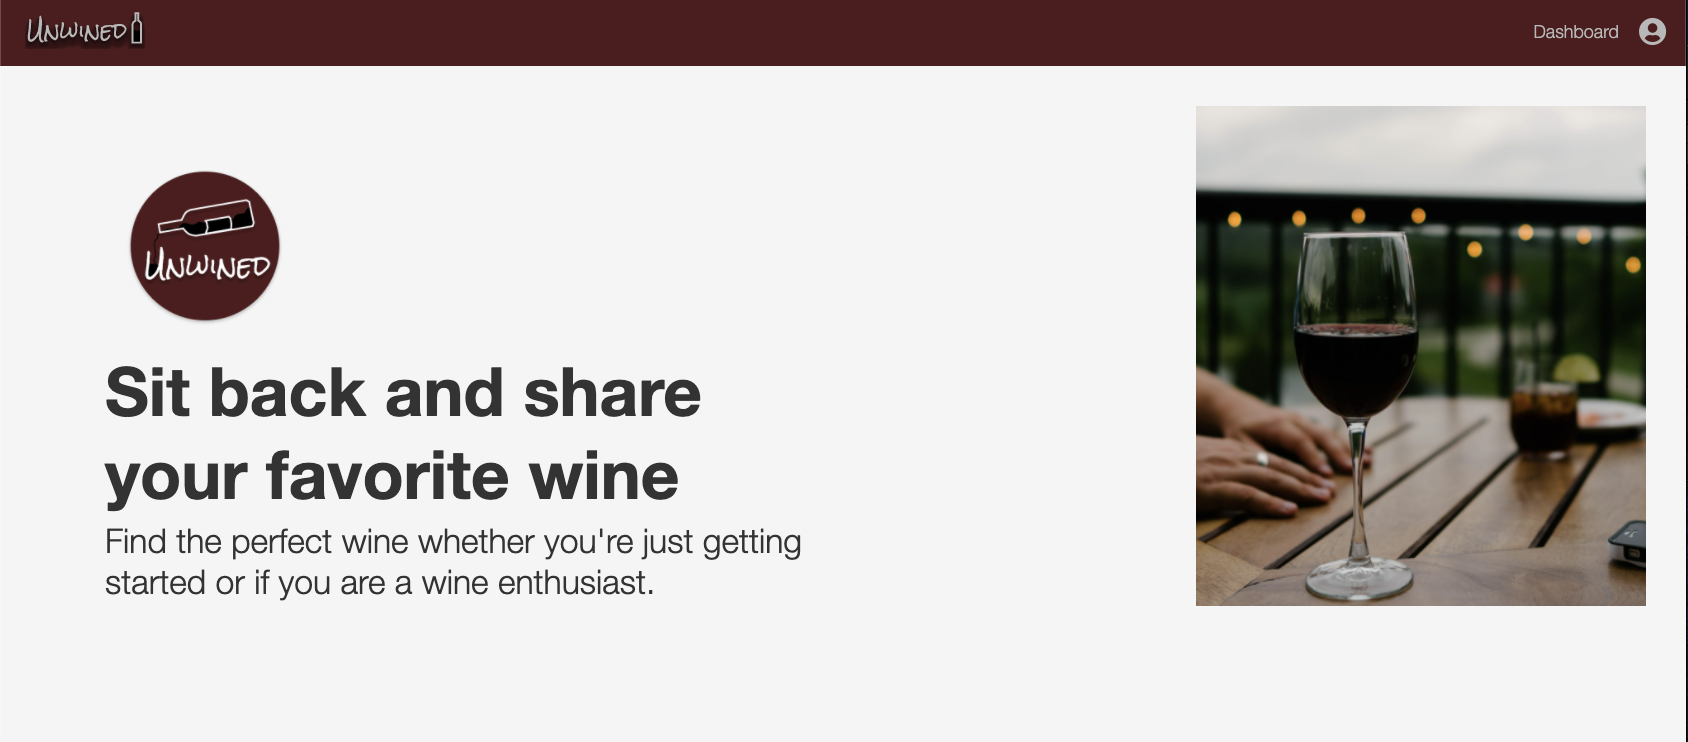 Unwined
Dashboard
Unwined
Sit back and share
your favorite wine
Find the perfect wine whether you're just getting
started or if you are a wine enthusiast.